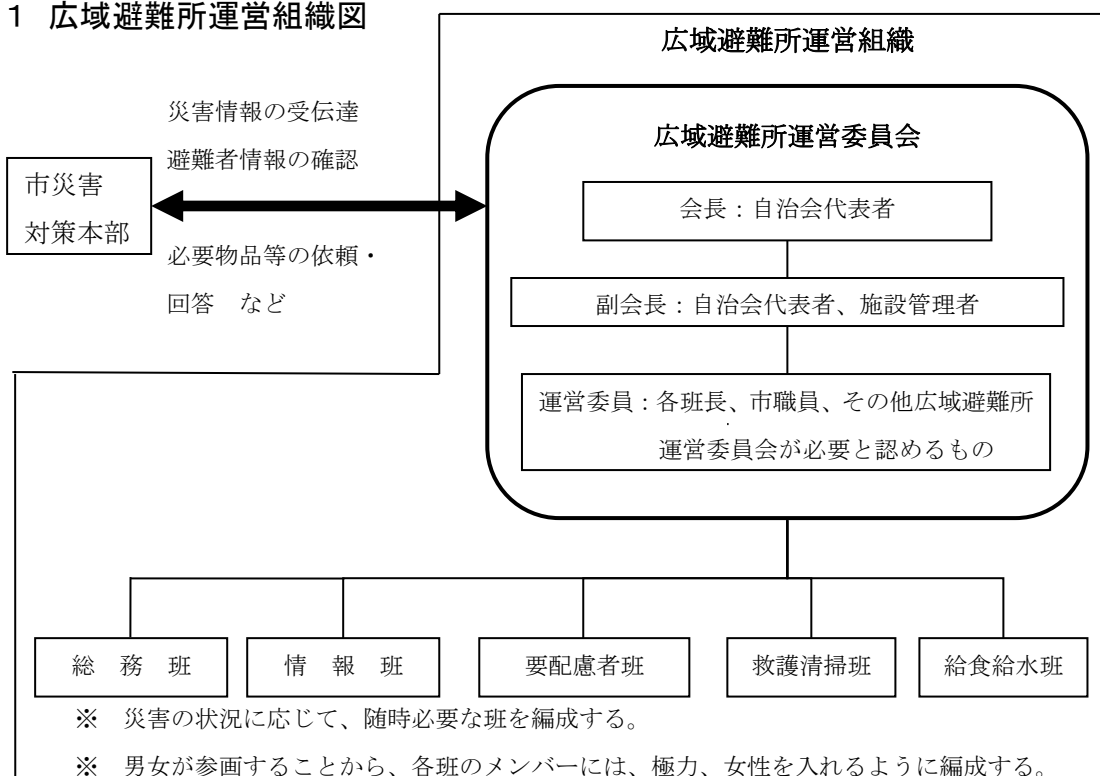 1 広域避難所運営組織図
広域避難所運営組織
災害情報の受伝達
避難者情報の確認
市災害
対策本部
必要物品等の依頼・
回答 など
広域避難所運営委員会
会長:自治会代表者
副会長:自治会代表者、施設管理者
運営委員:各班長、市職員、その他広域避難所
運営委員会が必要と認めるもの
総 務 班
情 報 班
要配慮者班
救護清掃班
給食給水班
※ 災害の状況に応じて、随時必要な班を編成する。
※ 男女が参画することから、各班のメンバーには、極力、女性を入れるように編成する。